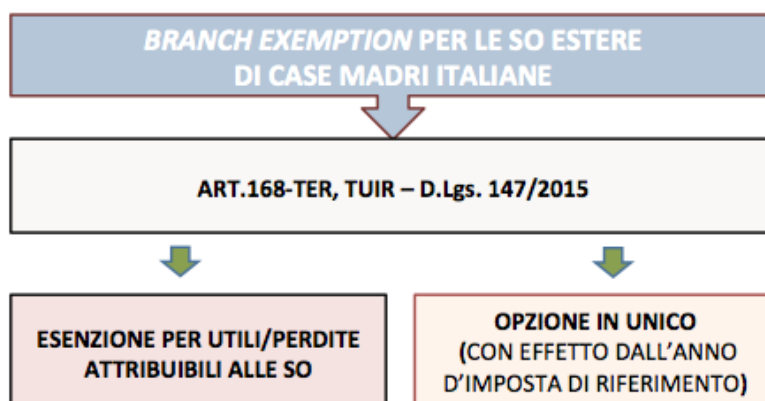 BRANCH EXEMPTION PER LE SO ESTERE
DI CASE MADRI ITALIANE
ART.168-TER, TUIR – D.Lgs. 147/2015
ESENZIONE PER UTILI/PERDITE
ATTRIBUIBILI ALLE SO
OPZIONE IN UNICO
(CON EFFETTO DALL’ANNO
D’IMPOSTA DI RIFERIMENTO)